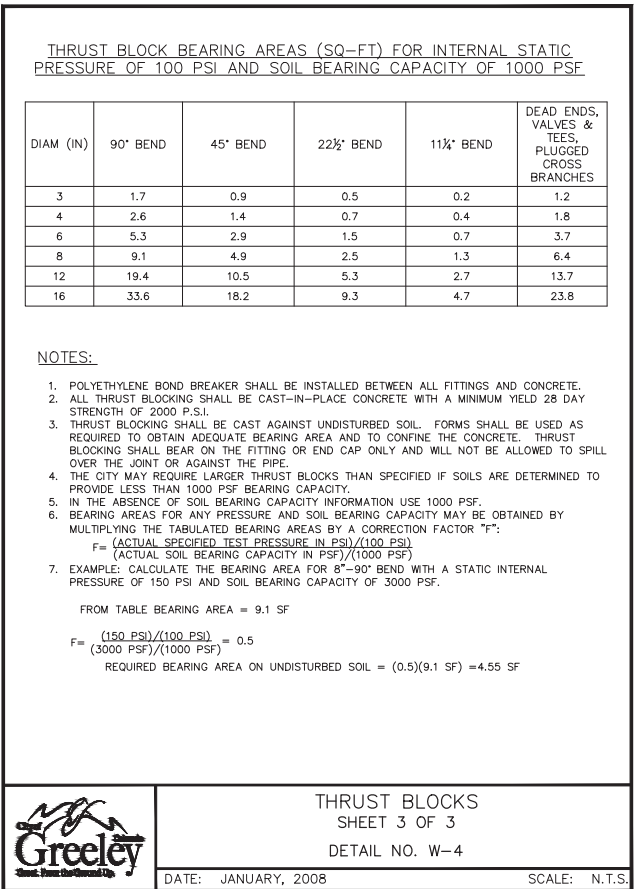 THRUST BLOCK BEARING AREAS (SQ-FT) FOR INTERNAL STATIC
PRESSURE OF 100 PSI AND SOIL BEARING CAPACITY OF 1000 PSF
DIAM (IN) 90° BEND 45° BEND 22½° BEND 11¼° BEND DEAD ENDS,
VALVES &
TEES,
PLUGGED
CROSS
BRANCHES
3 1.7 0.9 0.5 0.2 1.2
4 2.6 1.4 0.7 0.4 1.8
6 5.3 2.9 1.5 0.7 3.7
8 9.1 4.9 2.5 1.3 6.4
12 19.4 10.5 5.3 2.7 13.7
16 33.6 18.2 9.3 4.7 23.8
NOTES:
1. POLYETHYLENE BOND BREAKER SHALL BE INSTALLED BETWEEN ALL FITTINGS AND CONCRETE.
2. ALL THRUST BLOCKING SHALL BE CAST-IN-PLACE CONCRETE WITH A MINIMUM YIELD 28 DAY
STRENGTH OF 2000 P.S.I.
3. THRUST BLOCKING SHALL BE CAST AGAINST UNDISTURBED SOIL. FORMS SHALL BE USED AS
REQUIRED TO OBTAIN ADEQUATE BEARING AREA AND TO CONFINE THE CONCRETE. THRUST
BLOCKING SHALL BEAR ON THE FITTING OR END CAP ONLY AND WILL NOT BE ALLOWED TO SPILL
OVER THE JOINT OR AGAINST THE PIPE.
4. THE CITY MAY REQUIRE LARGER THRUST BLOCKS THAN SPECIFIED IF SOILS ARE DETERMINED TO
PROVIDE LESS THAN 1000 PSF BEARING CAPACITY.
5. IN THE ABSENCE OF SOIL BEARING CAPACITY INFORMATION USE 1000 PSF.
6. BEARING AREAS FOR ANY PRESSURE AND SOIL BEARING CAPACITY MAY BE OBTAINED BY
MULTIPLYING THE TABULATED BEARING AREAS BY A CORRECTION FACTOR "F":
F= (ACTUAL SPECIFIED TEST PRESSURE IN PSI)/(100 PSI)
(ACTUAL SOIL BEARING CAPACITY IN PSF)/(1000 PSF)
7. EXAMPLE: CALCULATE THE BEARING AREA FOR 8"-90° BEND WITH A STATIC INTERNAL
PRESSURE OF 150 PSI AND SOIL BEARING CAPACITY OF 3000 PSF.
FROM TABLE BEARING AREA = 9.1 SF
F= (150 PSI)/(100 PSI) = 0.5
(3000 PSF)/(1000 PSF)
REQUIRED BEARING AREA ON UNDISTURBED SOIL = (0.5)(9.1 SF) =4.55 SF
Greeley
THRUST BLOCKS
SHEET 3 OF 3
DETAIL NO. W-4
DATE: JANUARY, 2008 SCALE: N.T.S.